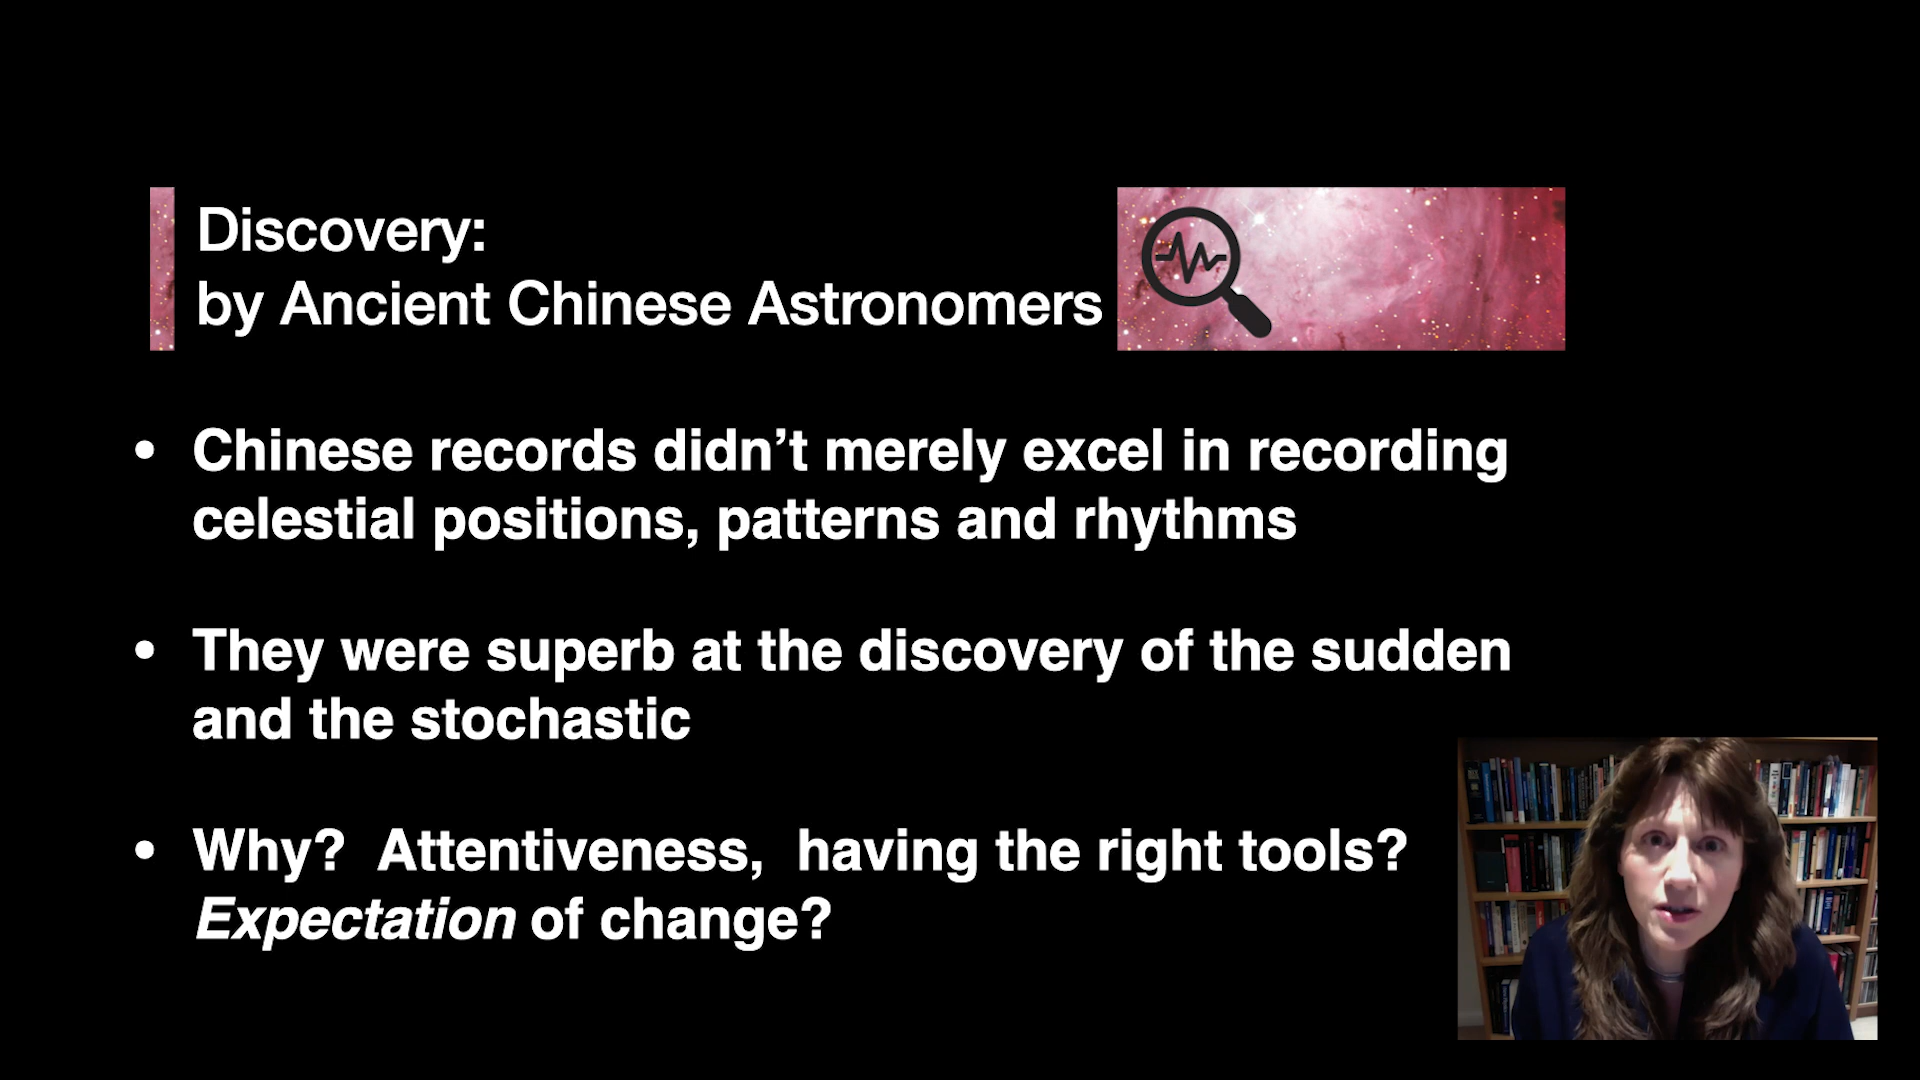 Discovery:
by Ancient Chinese Astronomers
• Chinese records didn’t merely excel in recording
celestial positions, patterns and rhythms
• They were superb at the discovery of the sudden
and the stochastic
• Why?  Attentiveness,  having the right tools?
Expectation of change?